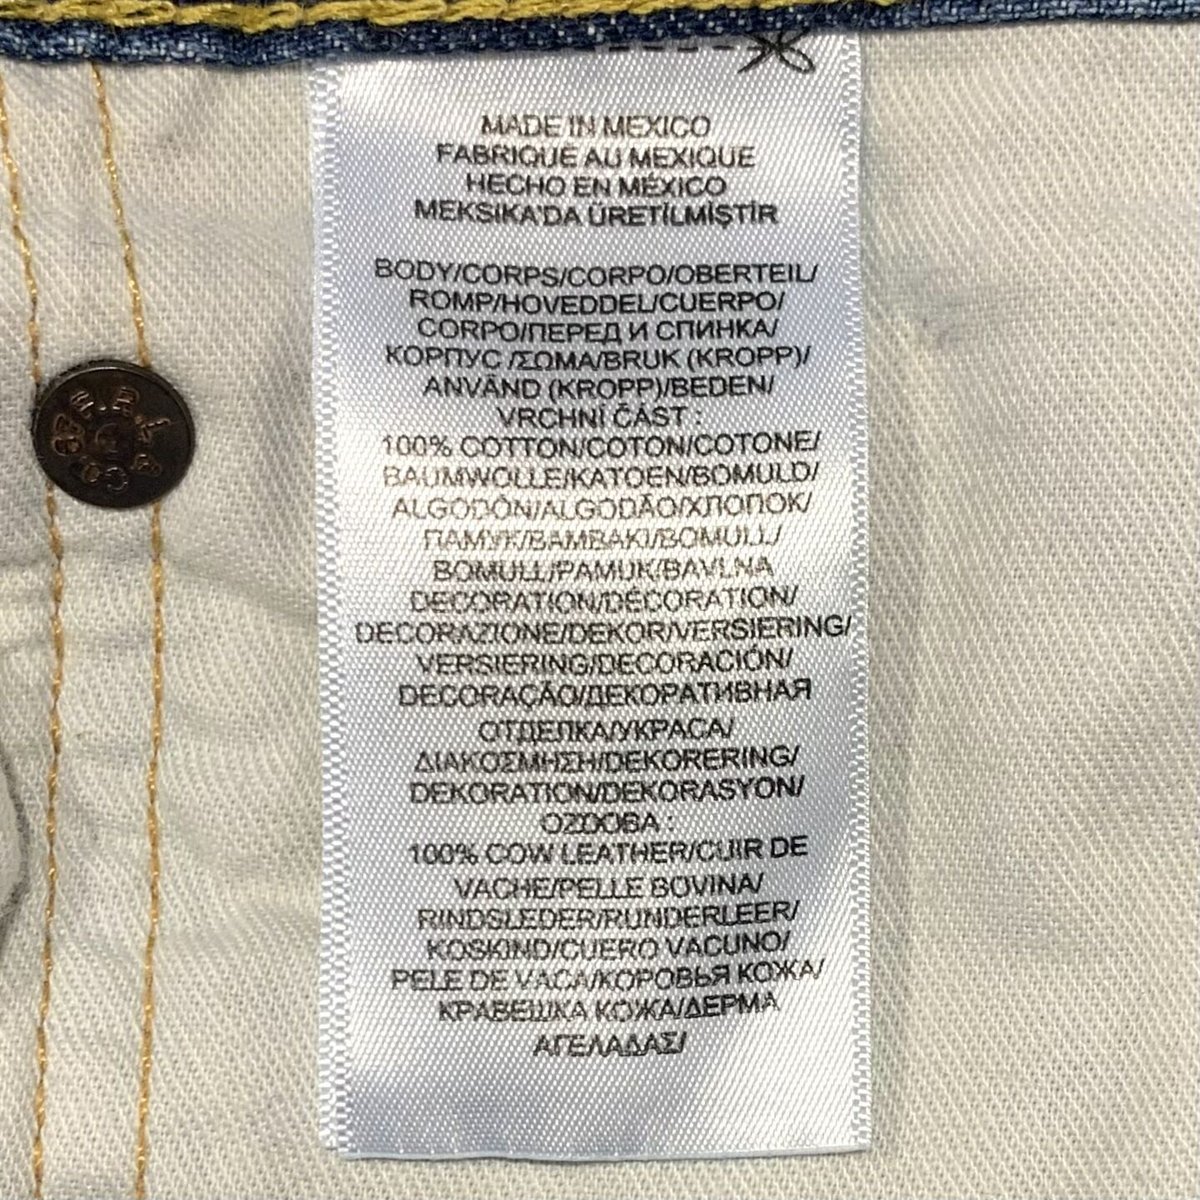 MADE IN MEXICO
FABRIQUÉ AU MEXIQUE
HECHO EN MÉXICO
MEKSIKA'DA ÜRETİLMİŞTİR
BODY/CORPS/CORPO/OBERTEIL/
ROMP/HOVEDDEL/CUERPO/
CORPO/ПЕРЕД И СПИНКА/
КОРПУС /ΣΩΜΑ/BRUK (KROPP)/
ANVÄND (KROPP)/BEDEN/
VRCHNÍ ČÁST :
100% COTTON/COTON/COTONE/
BAUMWOLLE/KATOEN/BOMULD/
ALGODÓN/ALGODÃO/ХЛОПОК/
ПАМУК/BAMBAKI/BOMULL/
BOMULL/PAMUK/BAVLNA
DECORATION/DÉCORATION/
DECORAZIONE/DEKOR/VERSIERING/
VERSIERING/DECORACIÓN/
DECORAÇÃO/ДЕКОРАТИВНАЯ
ОТДЕЛКА/УКРАСА/
ΔΙΑΚΟΣΜΗΣΗ/DEKORERING/
DEKORATION/DEKORASYON/
OZDOBA :
100% COW LEATHER/CUIR DE
VACHE/PELLE BOVINA/
RINDSLEDER/RUNDERLEER/
KOSKIND/CUERO VACUNO/
PELE DE VACA/КОРОВЬЯ КОЖА/
КРАВЕШКА КОЖА/ΔΕΡΜΑ
ΑΓΕΛΑΔΑΣ/